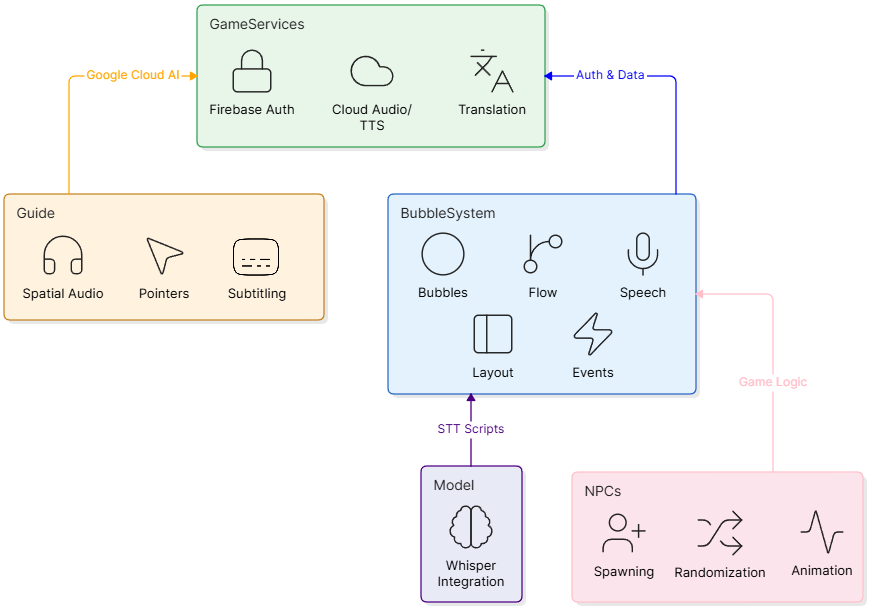 GameServices
Google Cloud AI
Auth & Data
Firebase Auth
Cloud Audio/
TTS
Translation
Guide
Spatial Audio
Pointers
Subtitling
BubbleSystem
Bubbles
Flow
Speech
Layout
Events
Game Logic
STT Scripts
Model
Whisper
Integration
NPCs
Spawning
Randomization
Animation